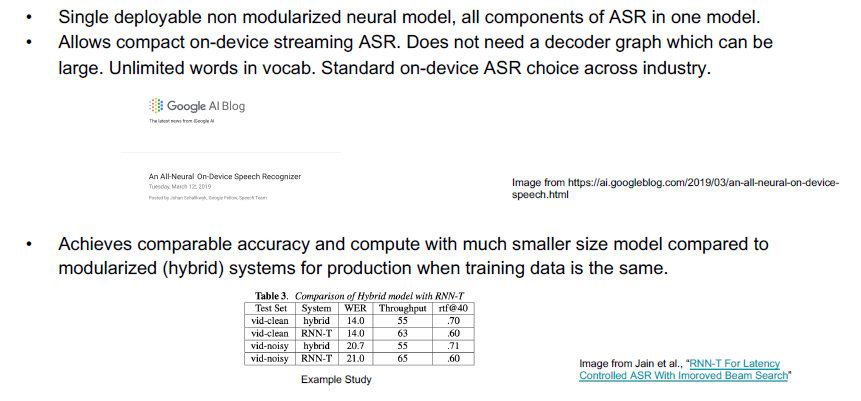 • Single deployable non modularized neural model, all components of ASR in one model.
• Allows compact on-device streaming ASR. Does not need a decoder graph which can be
large. Unlimited words in vocab. Standard on-device ASR choice across industry.
Google AI Blog
The latest news from Google AI
An All-Neural On-Device Speech Recognizer
Tuesday, March 12, 2019
Posted by Johan Schalkwyk, Google Fellow, Speech Team
Image from https://ai.googleblog.com/2019/03/an-all-neural-on-device-
speech.html
• Achieves comparable accuracy and compute with much smaller size model compared to
modularized (hybrid) systems for production when training data is the same.
Table 3. Comparison of Hybrid model with RNN-T
Test Set System WER Throughput rtf@40
vid-clean hybrid 14.0 55 .70
vid-clean RNN-T 14.0 63 .60
vid-noisy hybrid 20.7 55 .71
vid-noisy RNN-T 21.0 65 .60
Example Study
Image from Jain et al., "RNN-T For Latency
Controlled ASR With Imoroved Beam Search"